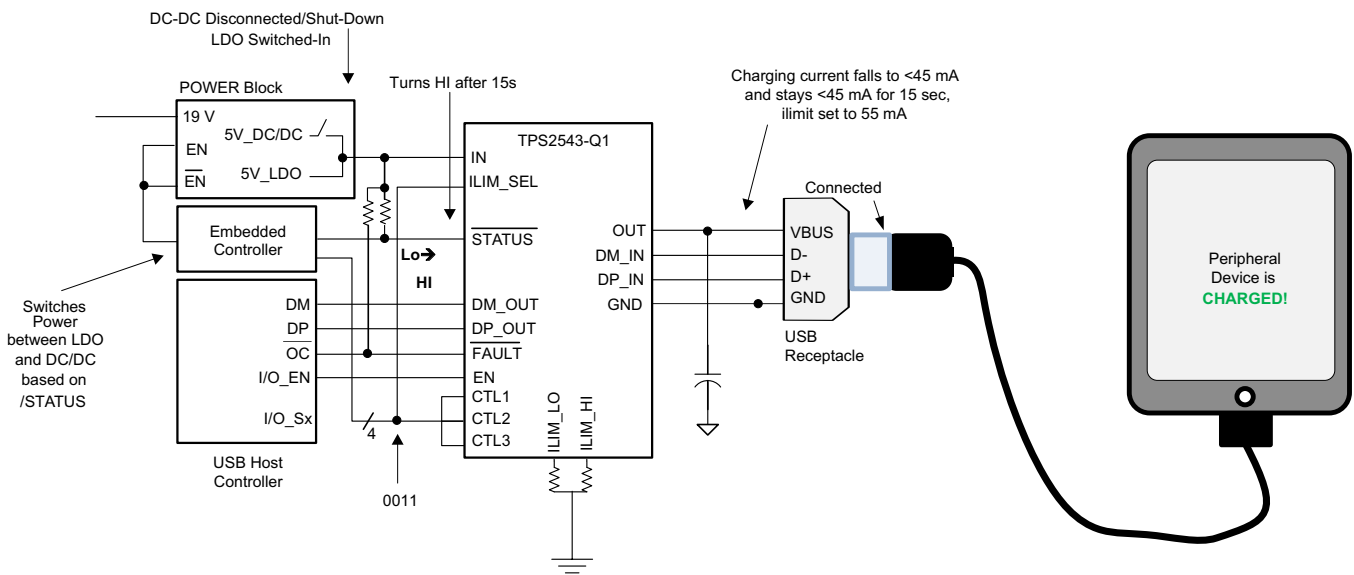 DC-DC Disconnected/Shut-Down
LDO Switched-In
Turns HI after 15s
Charging current falls to <45 mA
and stays <45 mA for 15 sec,
ilimit set to 55 mA
POWER Block
19 V
5V_DC/DC
EN
5V_LDO
EN
Embedded
Controller
Switches
Power
between LDO
and DC/DC
based on
/STATUS
DM
DP
OC
I/O_EN
I/O_Sx
USB Host
Controller
4
0011
Lo→
HI
TPS2543-Q1
IN
ILIM_SEL
STATUS
DM_OUT
DP_OUT
FAULT
EN
CTL1
CTL2
CTL3
ILIM_LO
ILIM_HI
OUT
DM_IN
DP_IN
GND
Connected
VBUS
D-
D+
GND
USB
Receptacle
Peripheral
Device is
CHARGED!